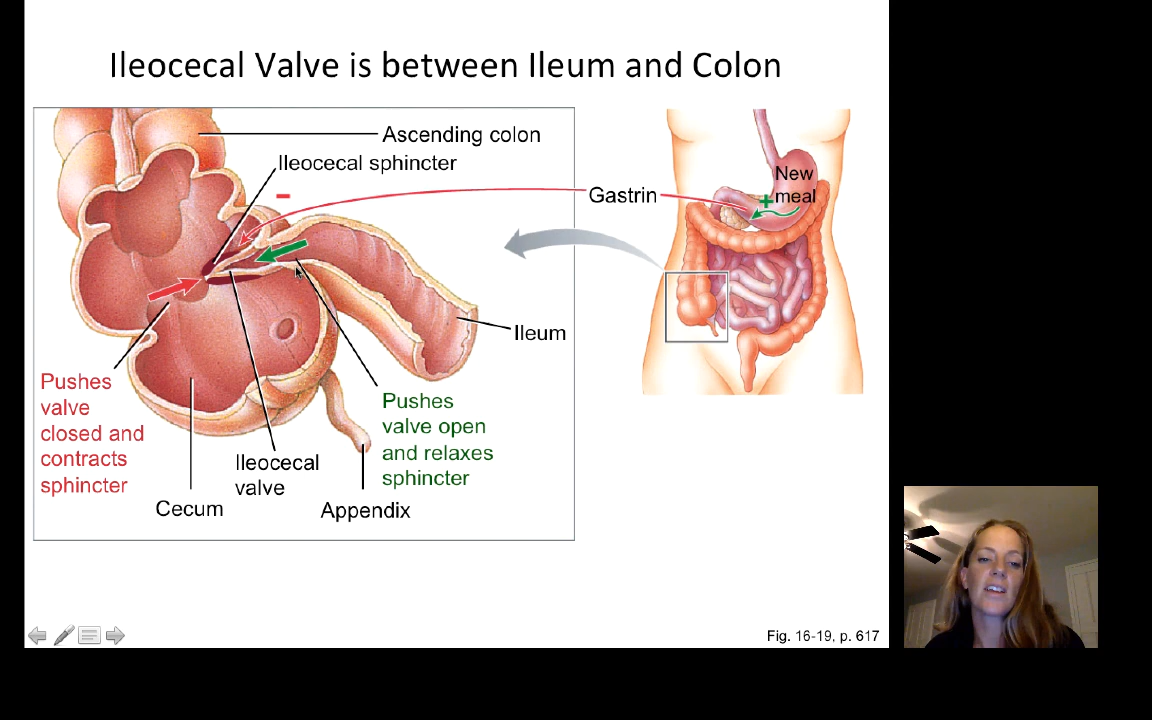 Ileocecal Valve is between Ileum and Colon
Ascending colon
Ileocecal sphincter
-
Gastrin
New
+ meal
Ileum
Pushes
valve
closed and
contracts
sphincter
Pushes
valve open
and relaxes
sphincter
Ileocecal
valve
Cecum
Appendix
Fig. 16-19, p. 617